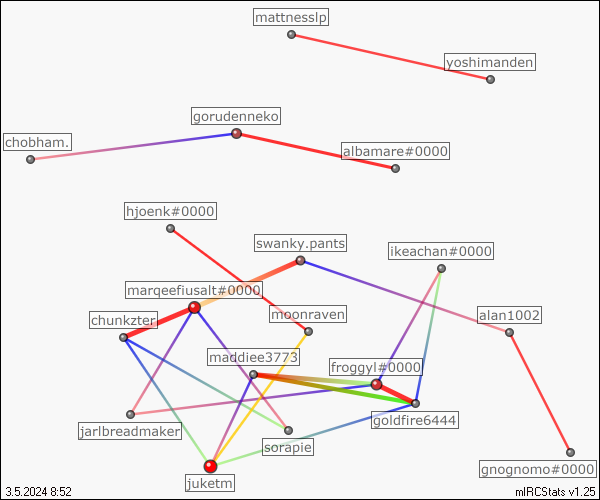 mattnesslp
yoshimanden
gorudenneko
chobham.
albamare#0000
hjoenk#0000
swanky.pants
ikeachan#0000
marqeefiusalt#0000
chunkzter
moonraven
alan1002
maddiee3773
froggyl#0000
goldfire6444
jarlbreadmaker
sorapie
gnognomo#0000
juketm
3.5.2024 8:52
mIRCStats v1.25